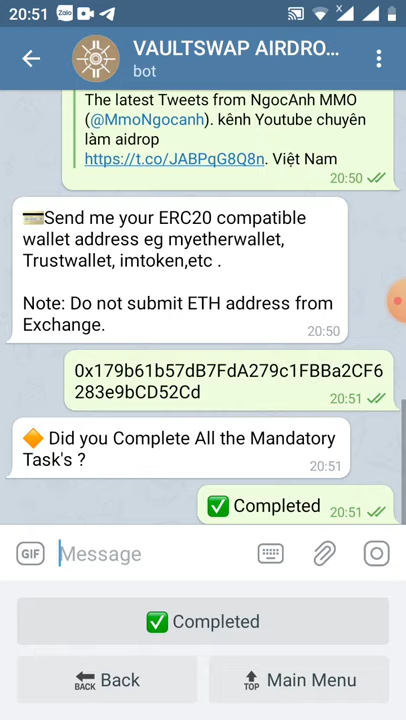 20:51 Zalo
VAULTSWAP AIRDRO...
bot
The latest Tweets from NgocAnh MMO
(@MmoNgocanh). kênh Youtube chuyên
làm aidrop
https://t.co/JABPqG8Q8n. Việt Nam
20:50
💳Send me your ERC20 compatible
wallet address eg myetherwallet,
Trustwallet, imtoken,etc .
Note: Do not submit ETH address from
Exchange.
20:50
0x179b61b57dB7FdA279c1FBBa2CF6
283e9bCD52Cd
20:51
🔶 Did you Complete All the Mandatory
Task's ?
20:51
✅ Completed 20:51
GIF Message
✅ Completed
🔙 Back
🔝 Main Menu